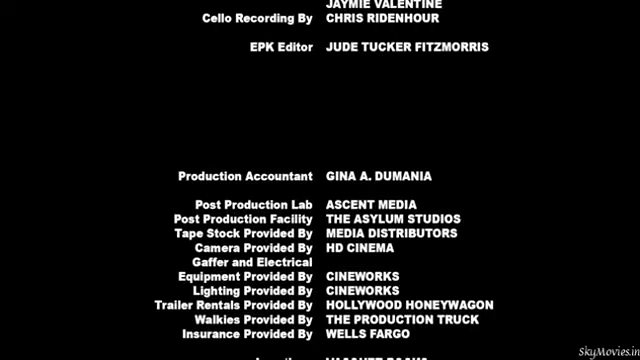 JAYMIE VALENTINE
Cello Recording By CHRIS RIDENHOUR
EPK Editor JUDE TUCKER FITZMORRIS
Production Accountant GINA A. DUMANIA
Post Production Lab ASCENT MEDIA
Post Production Facility THE ASYLUM STUDIOS
Tape Stock Provided By MEDIA DISTRIBUTORS
Camera Provided By HD CINEMA
Gaffer and Electrical
Equipment Provided By CINEWORKS
Lighting Provided By CINEWORKS
Trailer Rentals Provided By HOLLYWOOD HONEYWAGON
Walkies Provided By THE PRODUCTION TRUCK
Insurance Provided By WELLS FARGO
SkyMovies.in